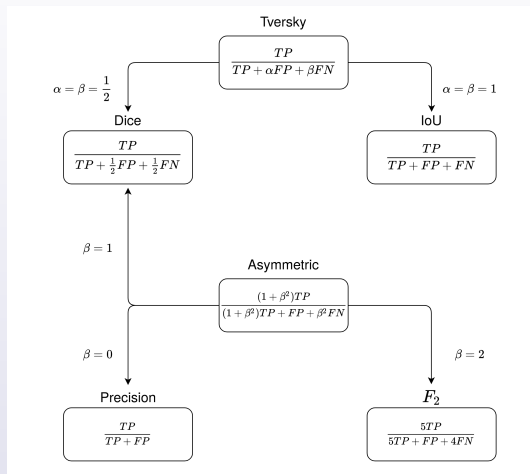 Tversky
TP
TP + αFP + βFN
α = β = 1/2
α = β = 1
Dice
IoU
TP
TP + 1/2 FP + 1/2 FN
TP
TP + FP + FN
β = 1
Asymmetric
(1 + β²)TP
(1 + β²)TP + FP + β²FN
β = 0
β = 2
Precision
F₂
TP
TP + FP
5TP
5TP + FP + 4FN